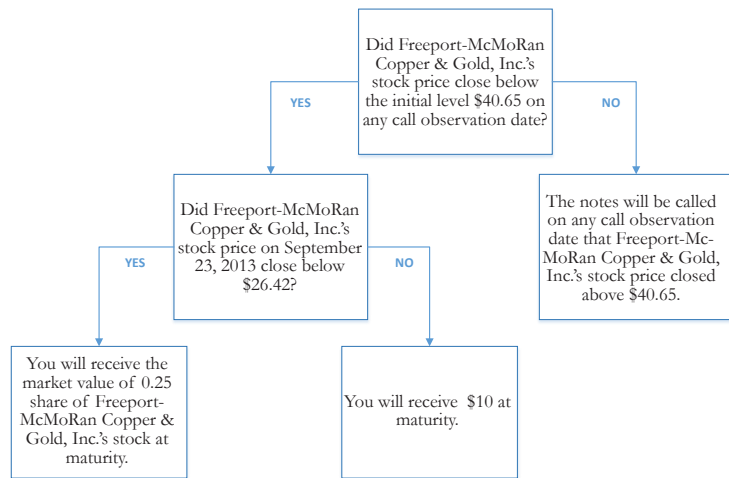 Did Freeport-McMoRan
Copper & Gold, Inc.'s
stock price close below
the initial level $40.65 on
any call observation date?
YES
NO
Did Freeport-McMoRan
Copper & Gold, Inc.'s
stock price on September
23, 2013 close below
$26.42?
The notes will be called
on any call observation
date that Freeport-Mc-
MoRan Copper & Gold,
Inc.'s stock price closed
above $40.65.
YES
NO
You will receive the
market value of 0.25
share of Freeport-
McMoRan Copper &
Gold, Inc.'s stock at
maturity.
You will receive $10 at
maturity.